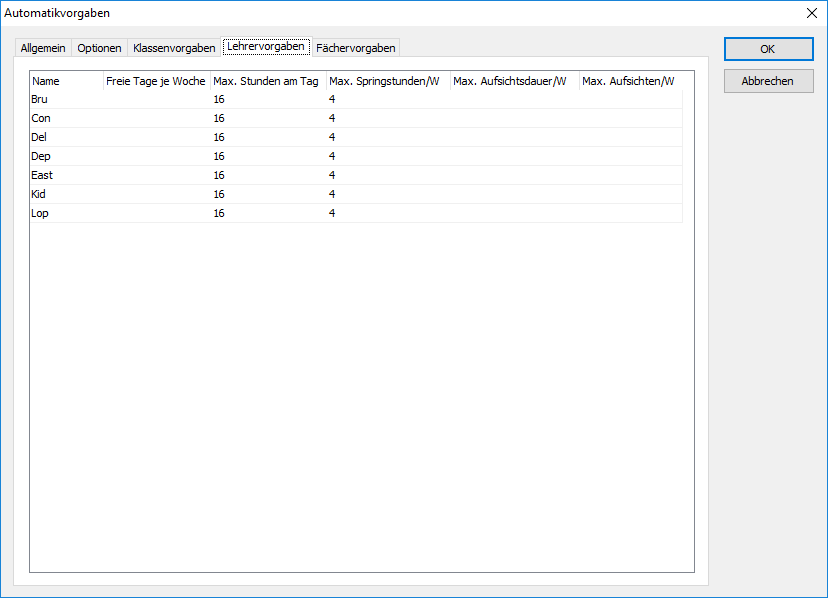 Automatikvorgaben
Allgemein Optionen Klassenvorgaben Lehrervorgaben Fächervorgaben
OK
Abbrechen
Name Freie Tage je Woche Max. Stunden am Tag Max. Springstunden/W Max. Aufsichtsdauer/W Max. Aufsichten/W
Bru 16 4
Con 16 4
Del 16 4
Dep 16 4
East 16 4
Kid 16 4
Lop 16 4